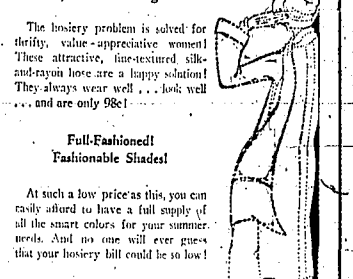 The hosiery problem is solved for
thrifty, value-appreciative women!
These attractive, fine-textured, silk-
and-rayon hose are a happy solution!
They always wear well . . . look well
. . . and are only 98c!
Full-Fashioned!
Fashionable Shades!
At such a low price as this, you can
easily afford to have a full supply of
all the smart colors for your summer
needs. And no one will ever guess
that your hosiery bill could be so low!